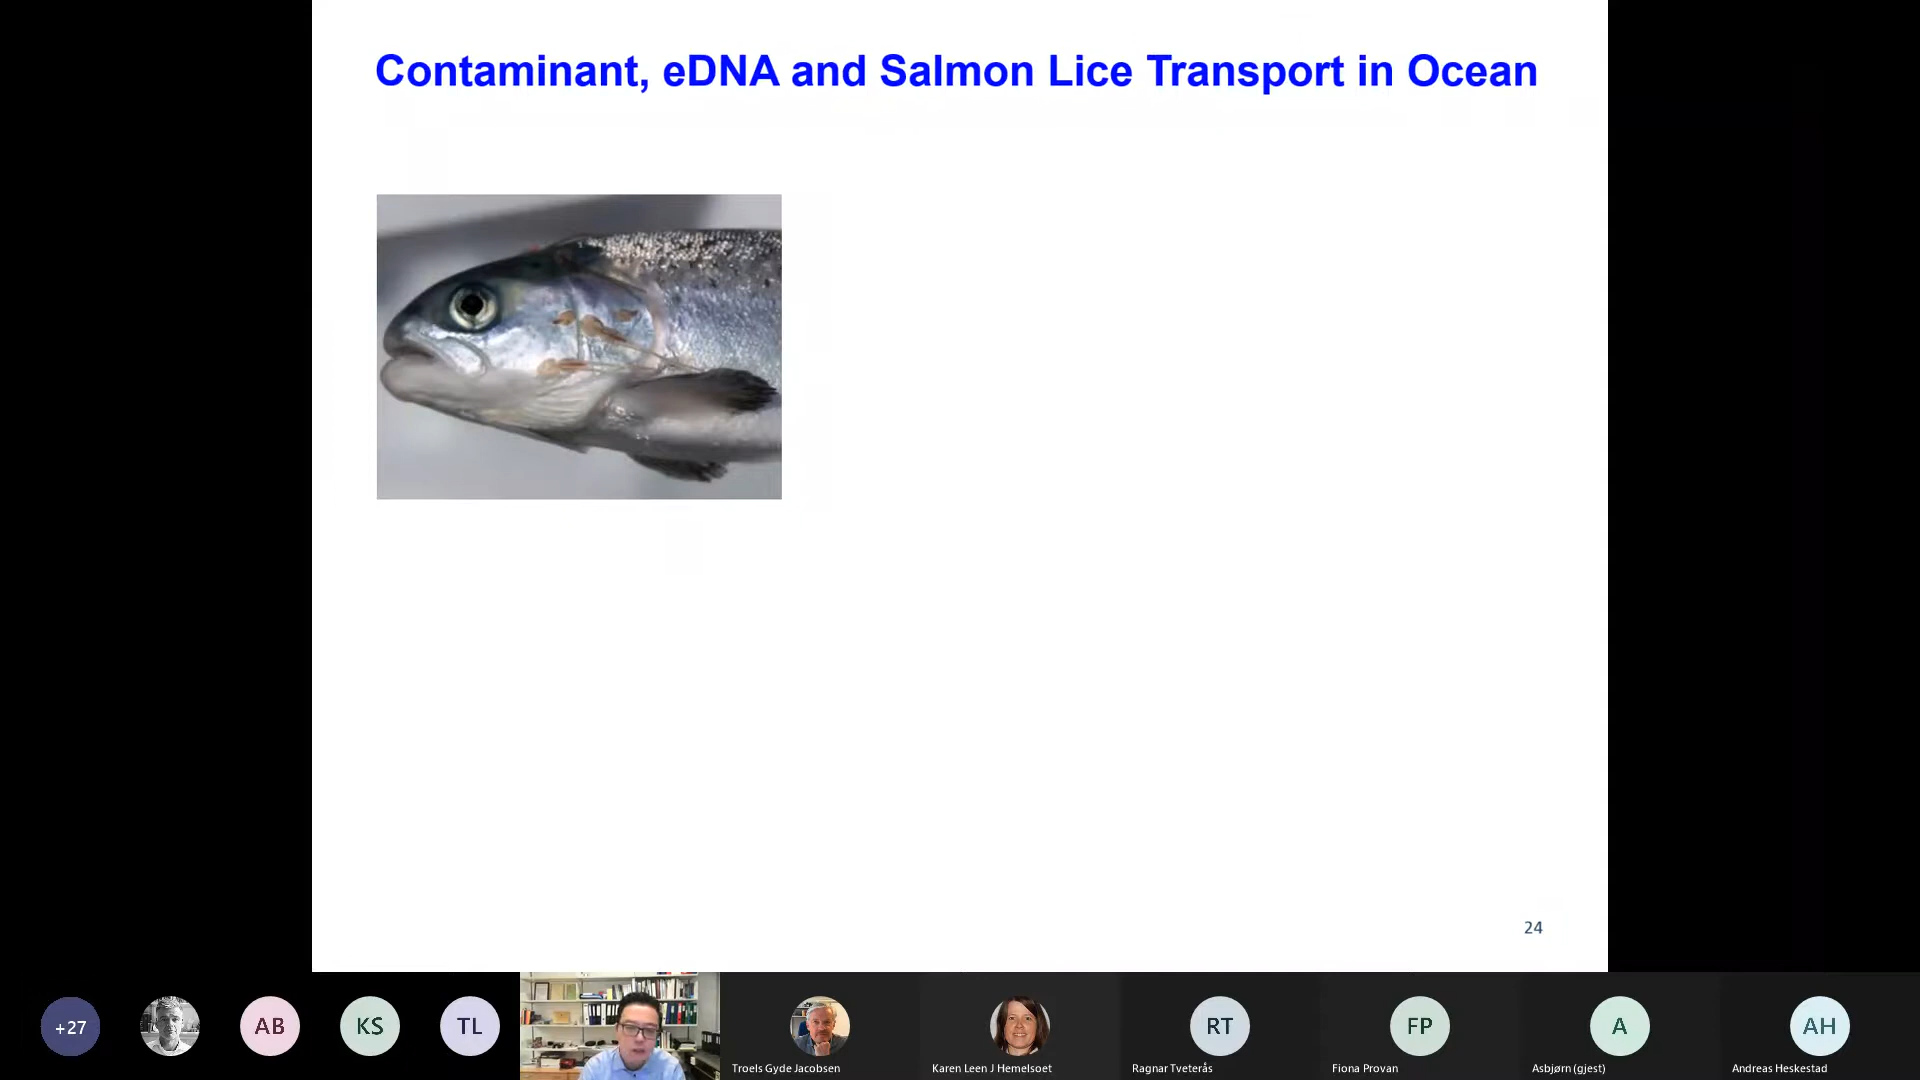 Contaminant, eDNA and Salmon Lice Transport in Ocean
24
+27
AB
KS
TL
RT
FP
A
AH
Troels Gyde Jacobsen
Karen Leen J Hemelsoet
Ragnar Tveterås
Fiona Provan
Asbjørn (gjest)
Andreas Heskestad